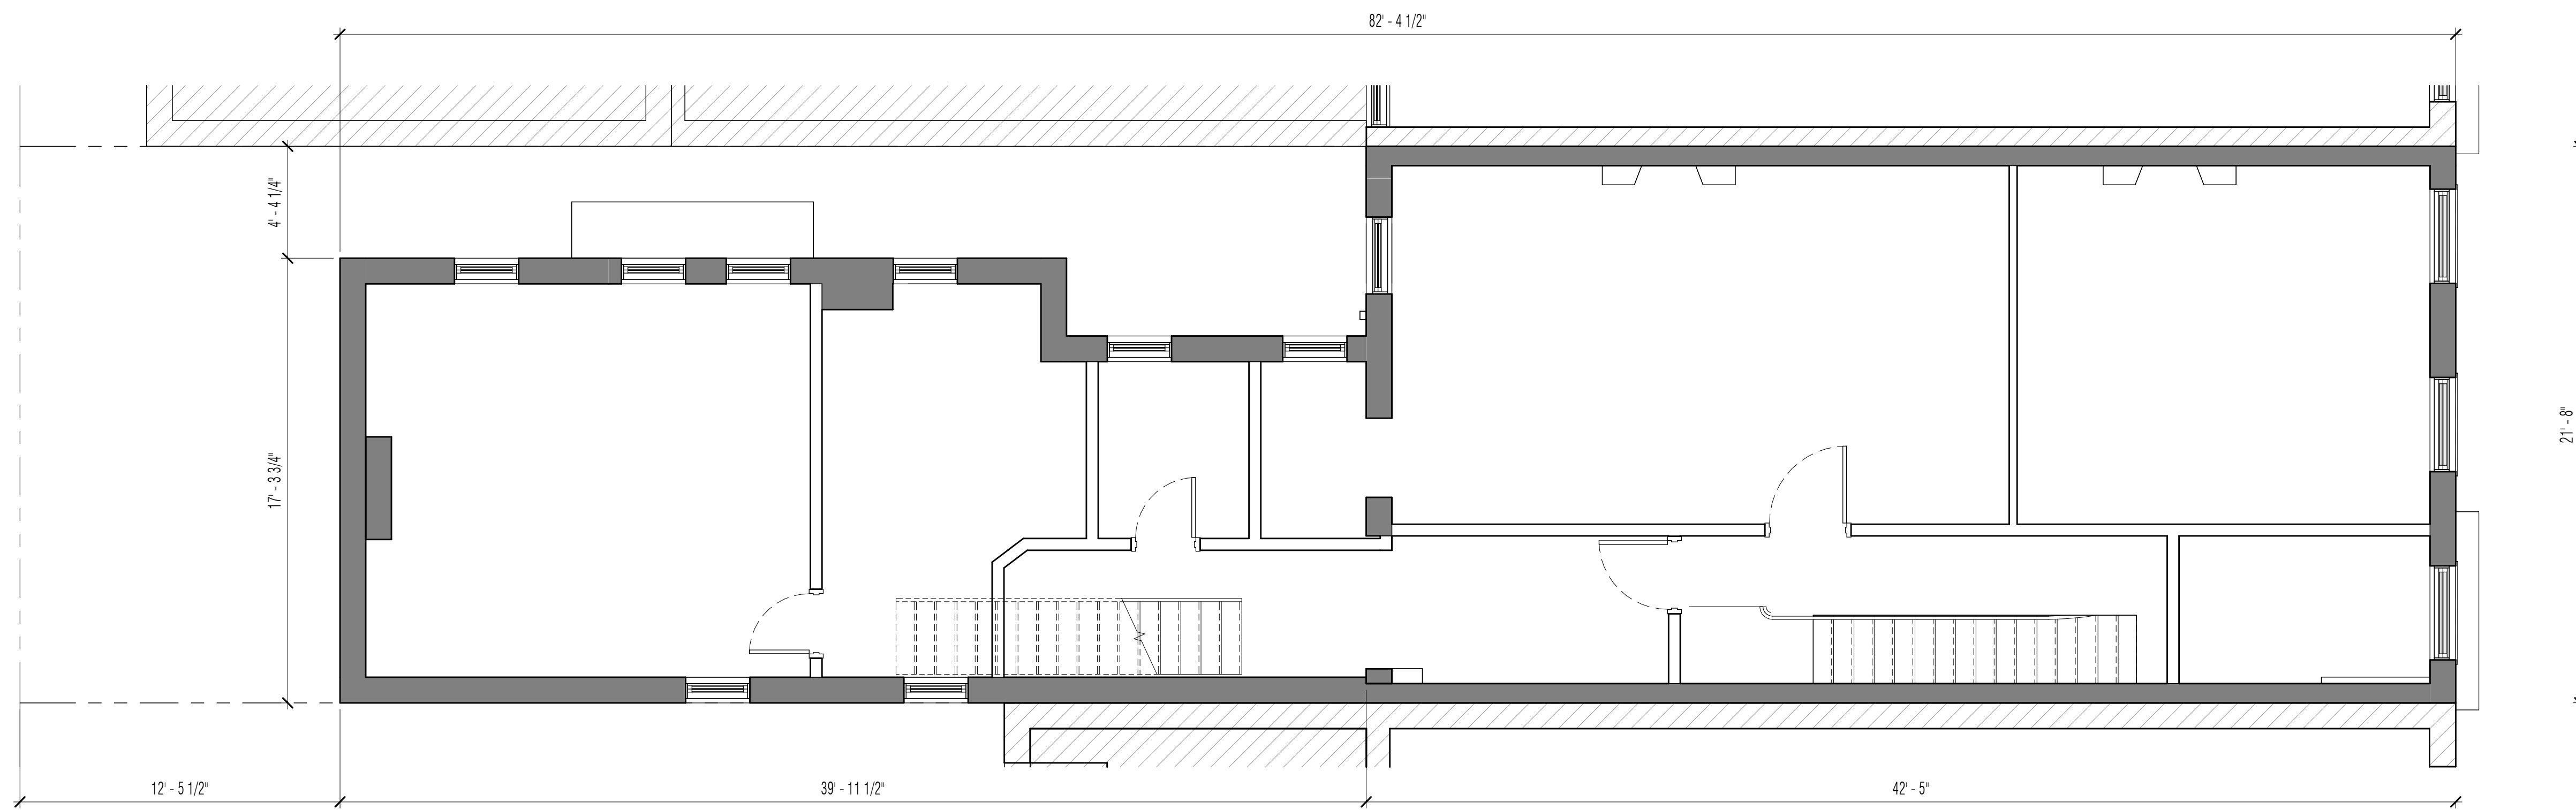 82' - 4 1/2"
4' - 4 1/4"
17' - 3 3/4"
21' - 8"
12' - 5 1/2"
39' - 11 1/2"
42' - 5"